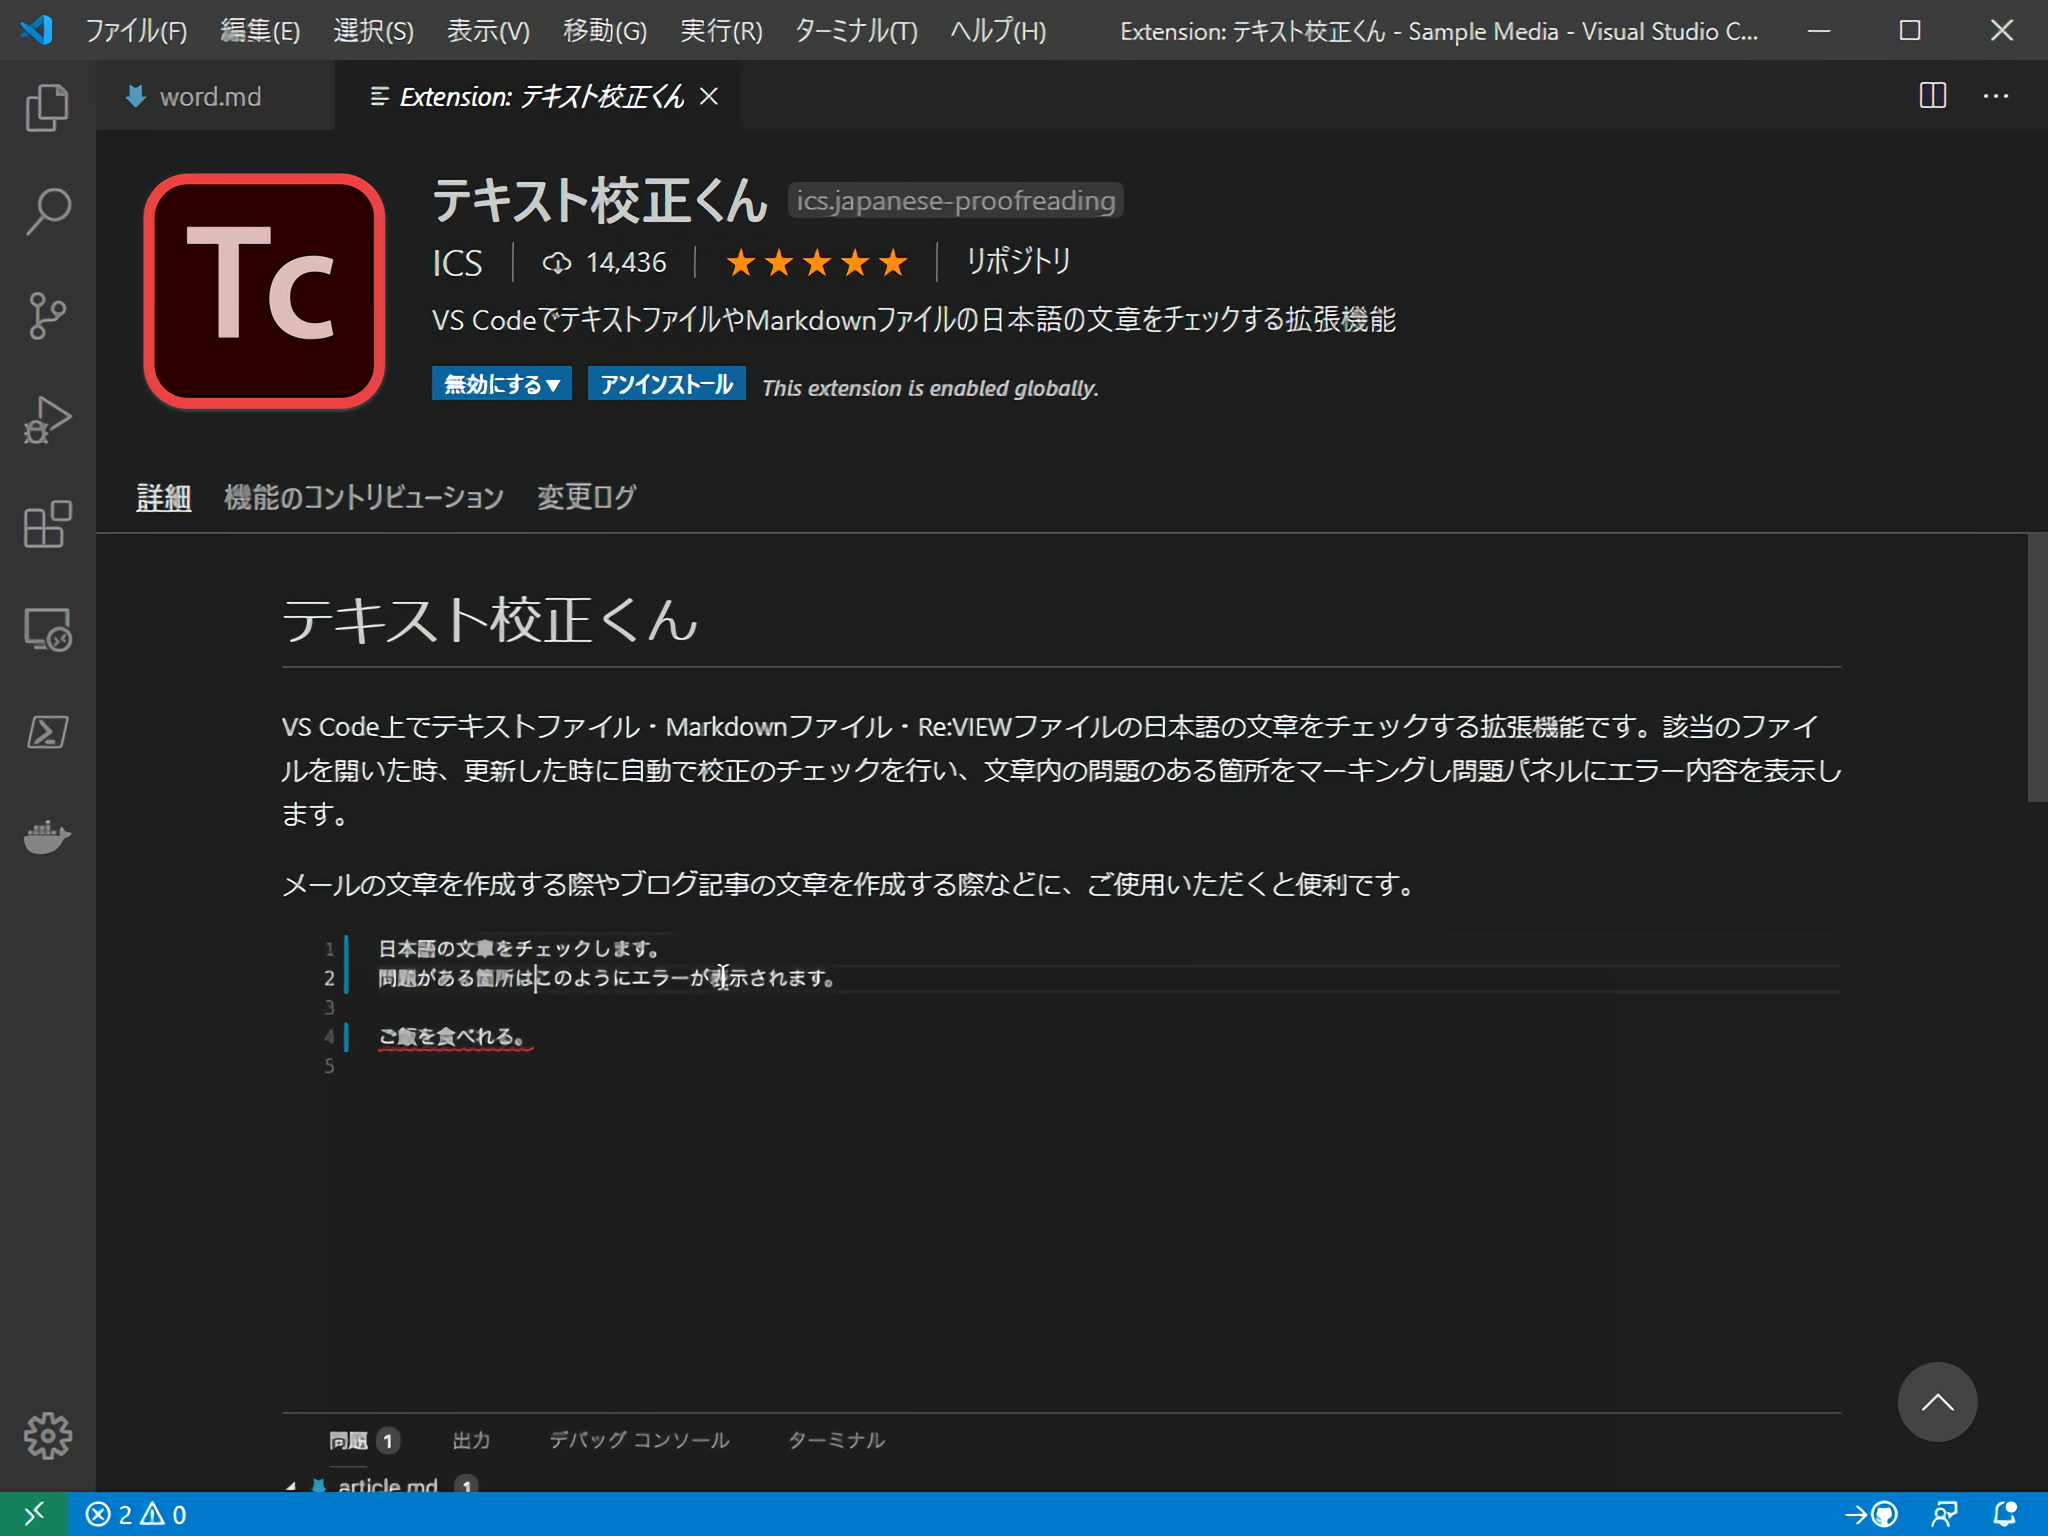 ファイル(F) 編集(E) 選択(S) 表示(V) 移動(G) 実行(R) ターミナル(T) ヘルプ(H) Extension: テキスト校正くん - Sample Media - Visual Studio C...
word.md Extension: テキスト校正くん
Tc
テキスト校正くん ics.japanese-proofreading
ICS 14,436 ★★★★★ リポジトリ
VS CodeでテキストファイルやMarkdownファイルの日本語の文章をチェックする拡張機能
無効にする▼ アンインストール This extension is enabled globally.
詳細 機能のコントリビューション 変更ログ
テキスト校正くん
VS Code上でテキストファイル・Markdownファイル・Re:VIEWファイルの日本語の文章をチェックする拡張機能です。該当のファイ
ルを開いた時、更新した時に自動で校正のチェックを行い、文章内の問題のある箇所をマーキングし問題パネルにエラー内容を表示し
ます。
メールの文章を作成する際やブログ記事の文章を作成する際などに、ご使用いただくと便利です。
1 日本語の文章をチェックします。
2 問題がある箇所はこのようにエラーが表示されます。
3
4 ご飯を食べれる。
5
問題 1 出力 デバッグ コンソール ターミナル
article.md 1
2 0